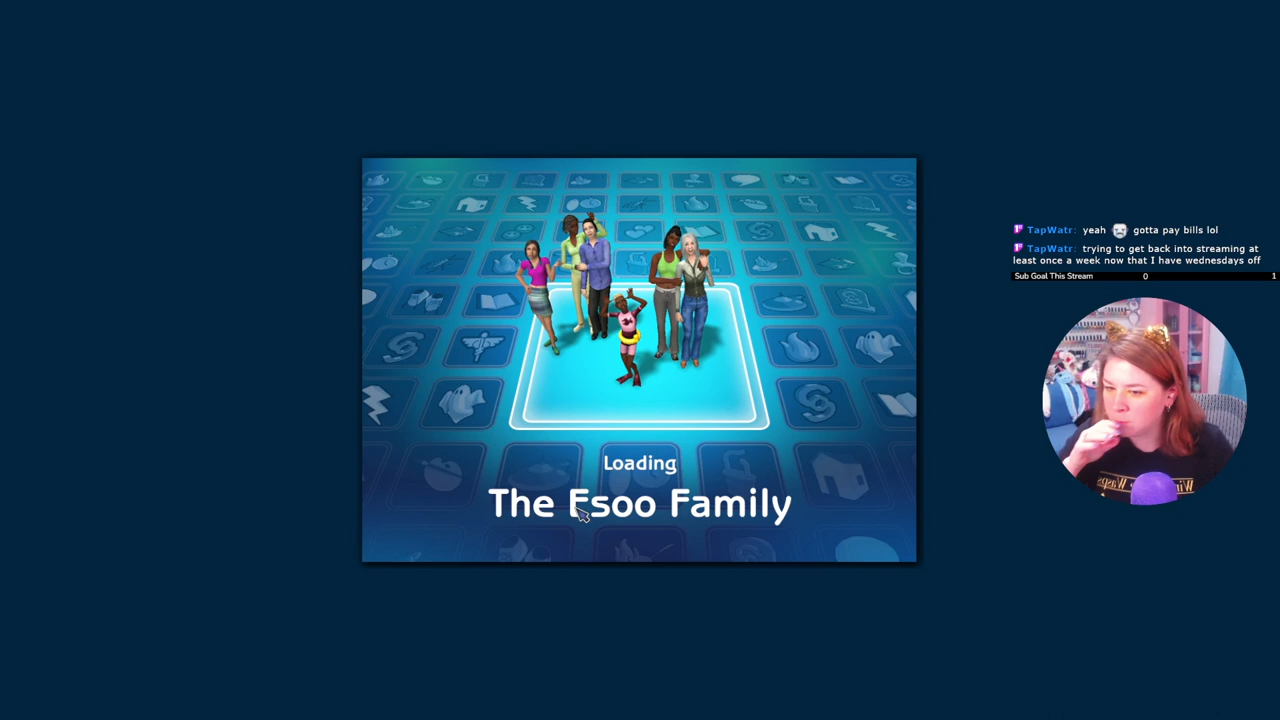 TapWatr: yeah gotta pay bills lol
TapWatr: trying to get back into streaming at
least once a week now that I have wednesdays off
Sub Goal This Stream 0 1
Loading
The Esoo Family